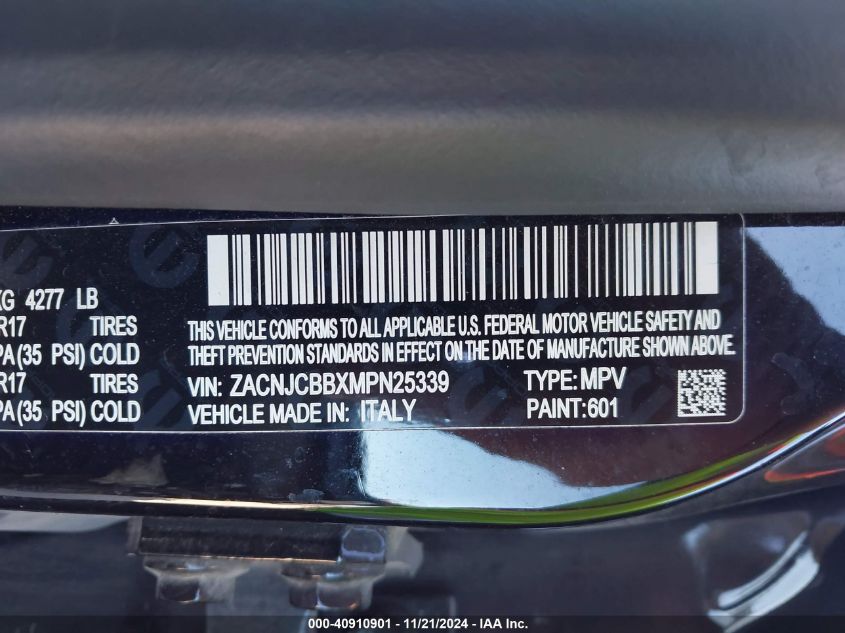 KG 4277 LB
R17 TIRES
PA(35 PSI) COLD
R17 TIRES
PA(35 PSI) COLD
THIS VEHICLE CONFORMS TO ALL APPLICABLE U.S. FEDERAL MOTOR VEHICLE SAFETY AND
THEFT PREVENTION STANDARDS IN EFFECT ON THE DATE OF MANUFACTURE SHOWN ABOVE.
VIN: ZACNJCBBXMPN25339 TYPE: MPV
VEHICLE MADE IN: ITALY PAINT:601
000-40910901 - 11/21/2024 - IAA Inc.